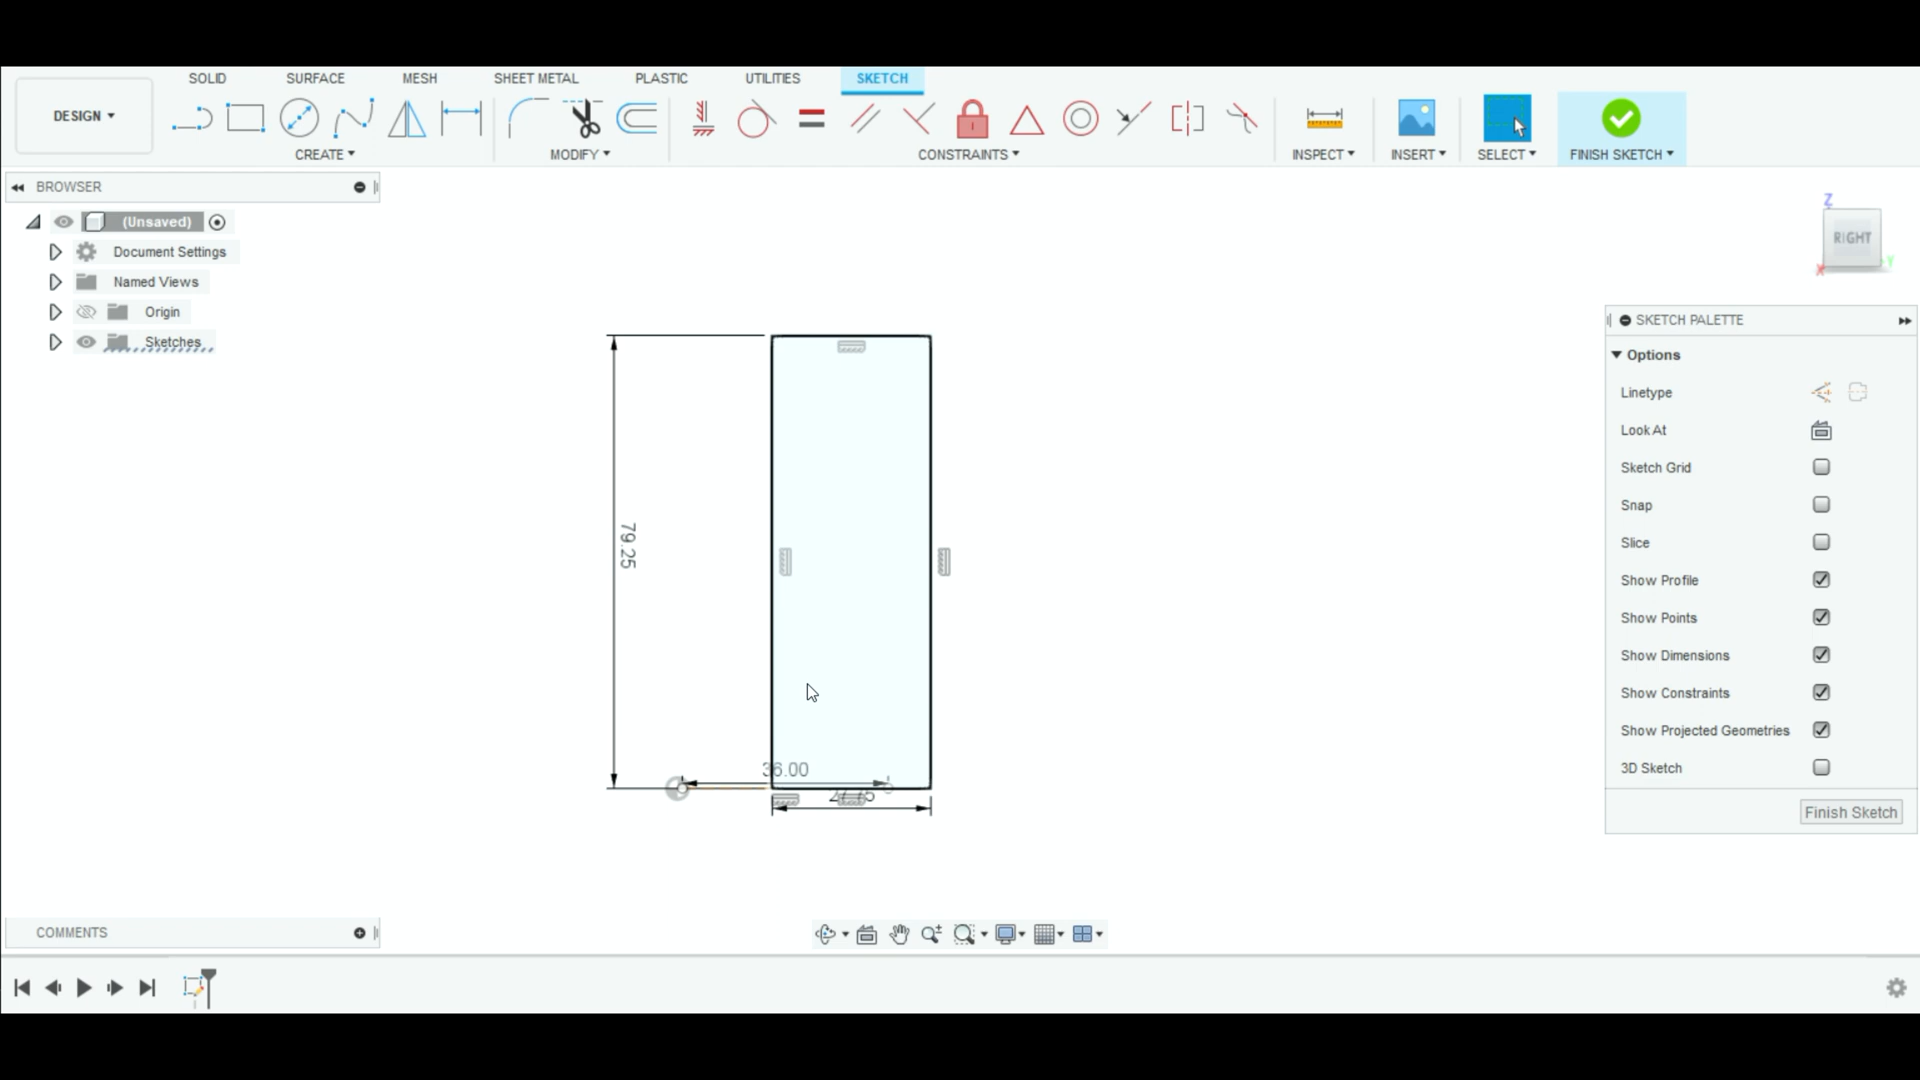 SOLID SURFACE MESH SHEET METAL PLASTIC UTILITIES SKETCH
DESIGN
CREATE MODIFY CONSTRAINTS INSPECT INSERT SELECT FINISH SKETCH
BROWSER
(Unsaved)
Document Settings
Named Views
Origin
Sketches
Z
RIGHT
X
Y
SKETCH PALETTE
Options
Linetype
Look At
Sketch Grid
Snap
Slice
Show Profile
Show Points
Show Dimensions
Show Constraints
Show Projected Geometries
3D Sketch
Finish Sketch
79.25
36.00
COMMENTS